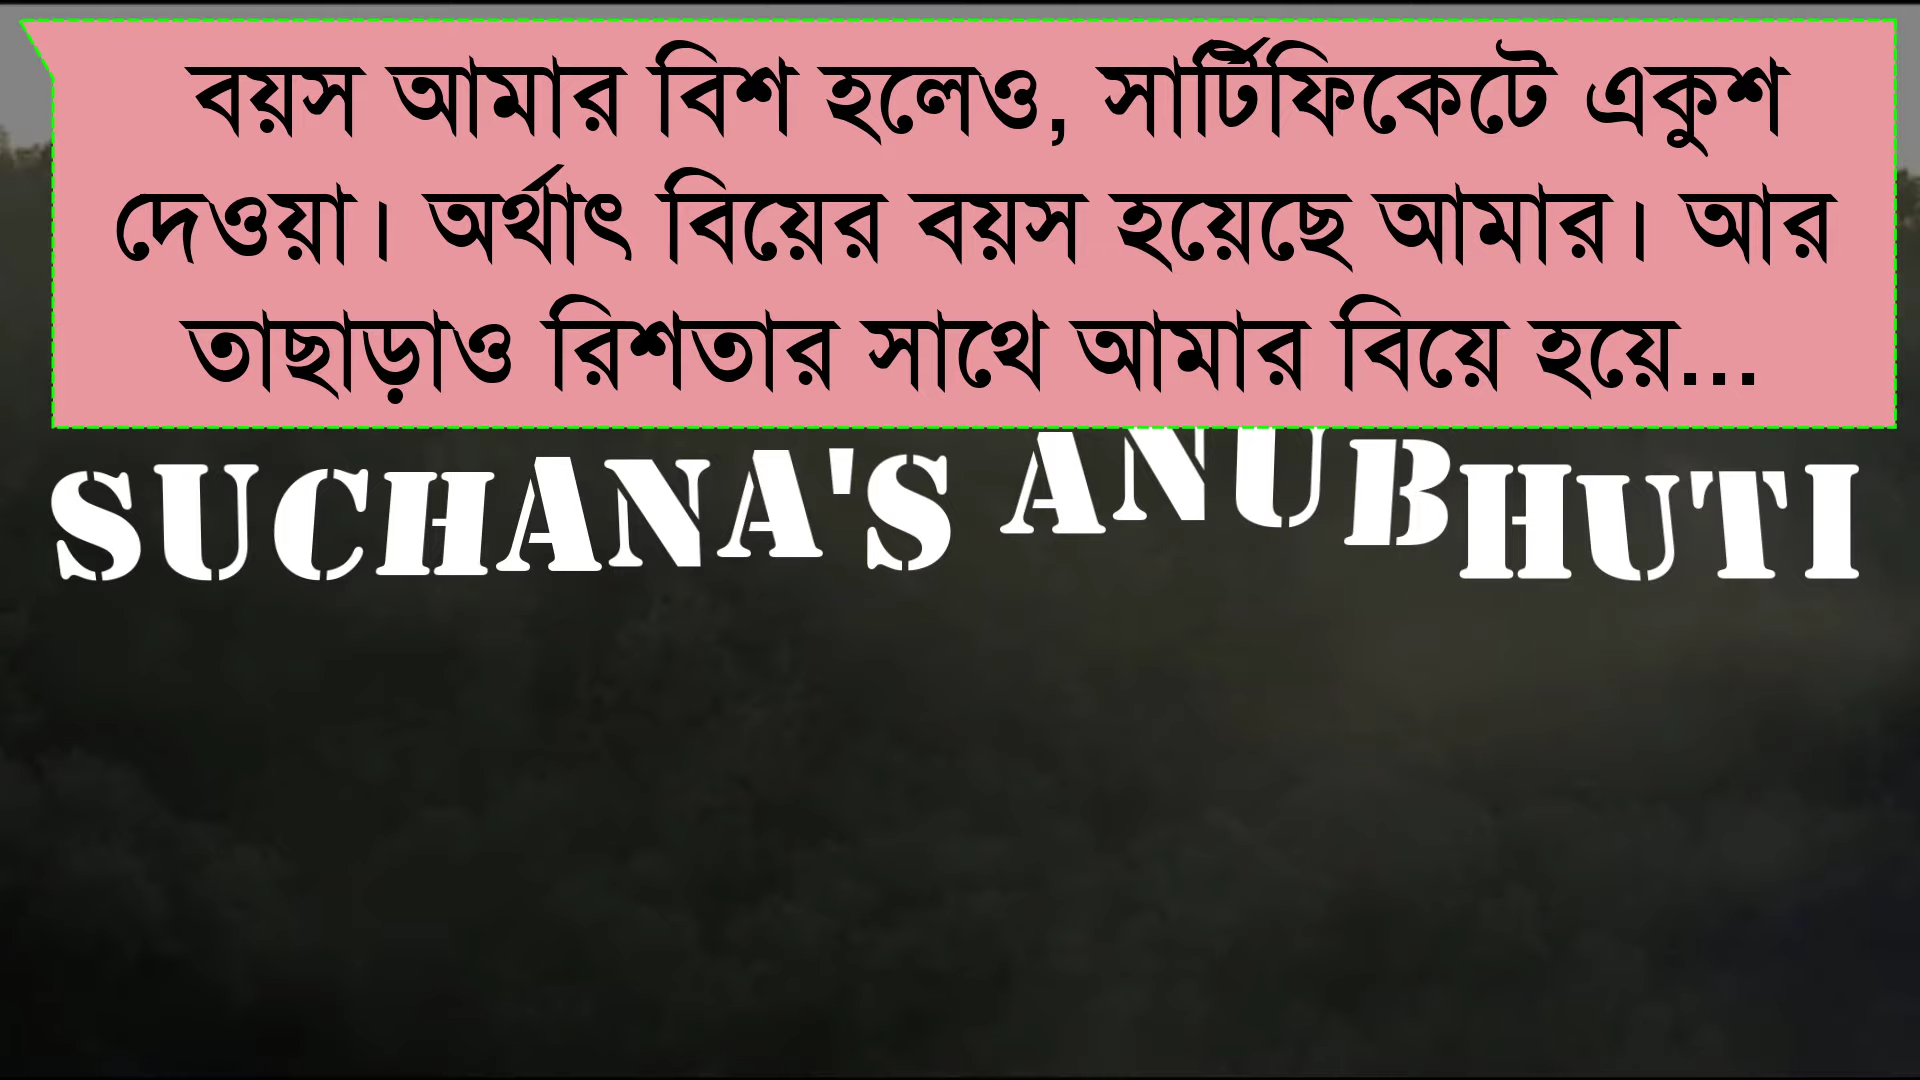 বয়স আমার বিশ হলেও, সার্টিফিকেটে একুশ
দেওয়া। অর্থাৎ বিয়ের বয়স হয়েছে আমার। আর
তাছাড়াও রিশতার সাথে আমার বিয়ে হয়ে...
SUCHANA'S ANUBHUTI